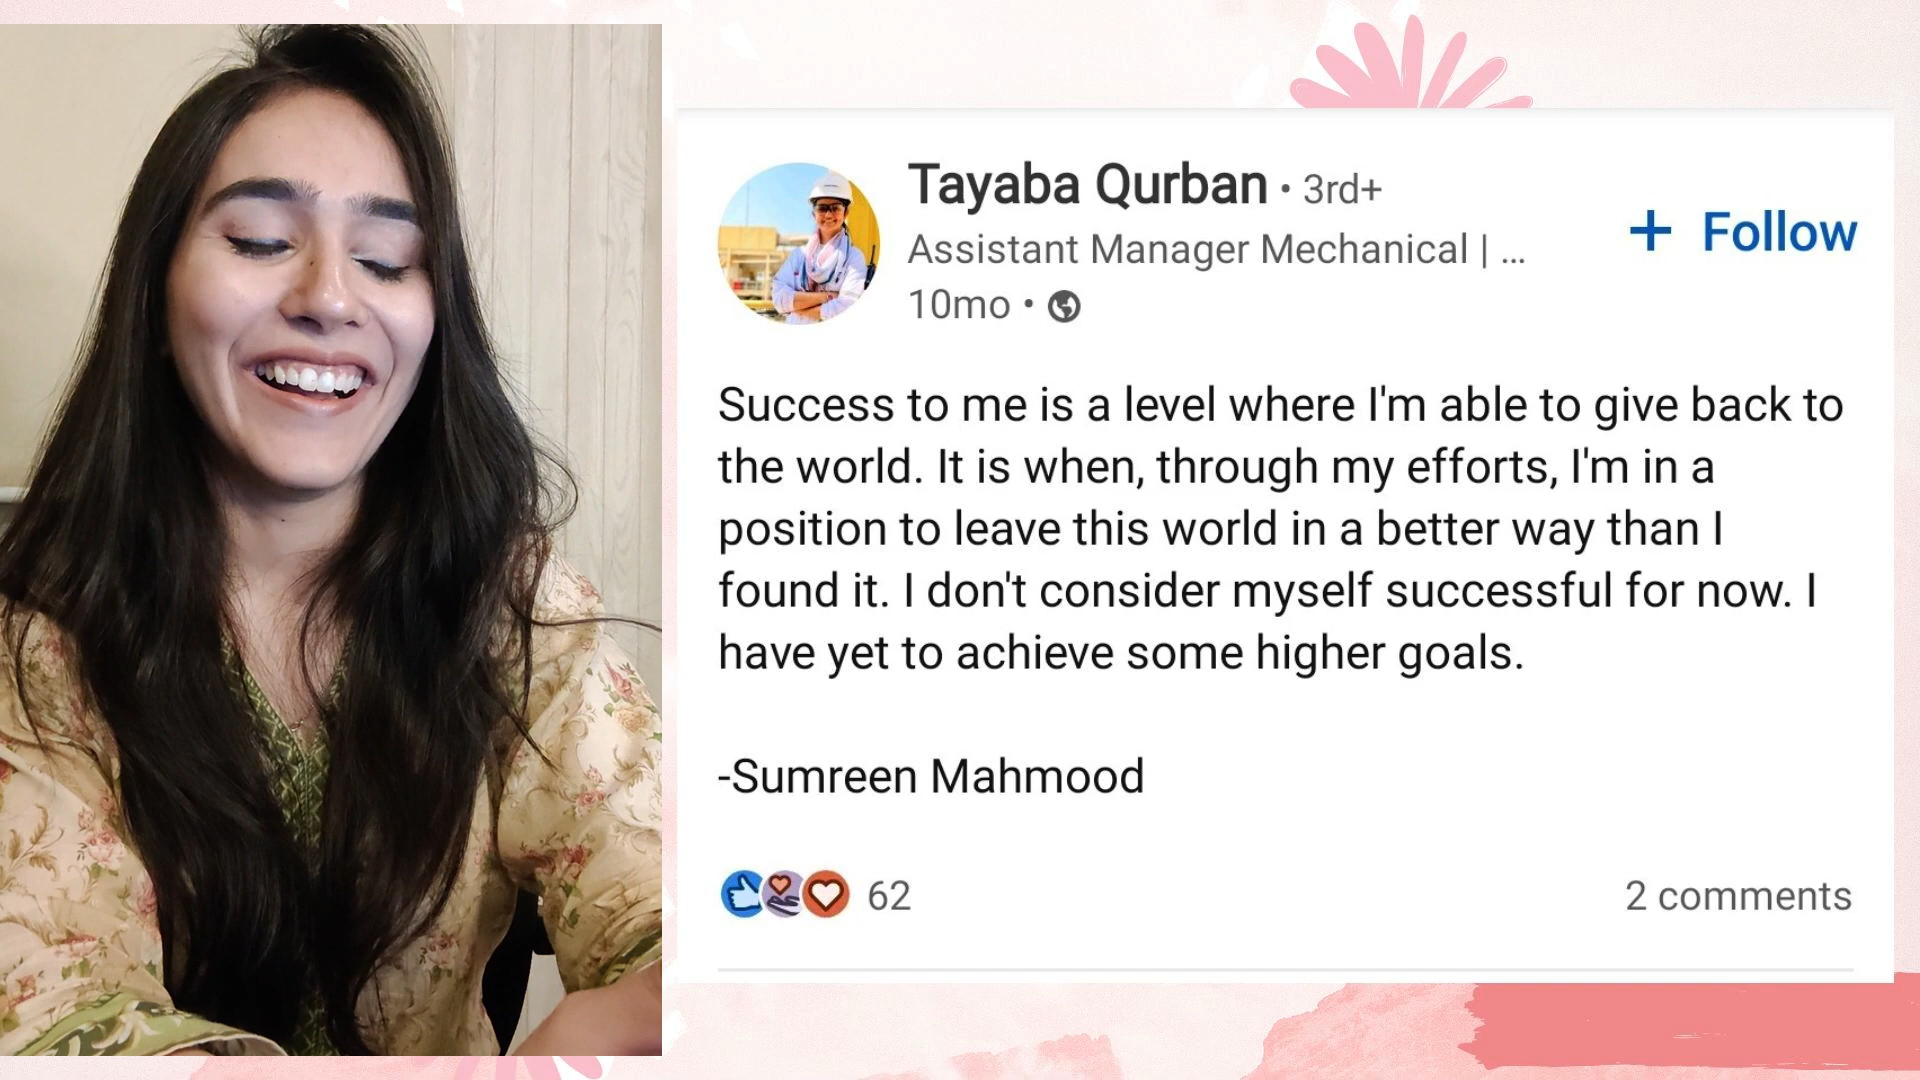 Tayaba Qurban • 3rd+
Assistant Manager Mechanical | ...
10mo •
+ Follow
Success to me is a level where I'm able to give back to
the world. It is when, through my efforts, I'm in a
position to leave this world in a better way than I
found it. I don't consider myself successful for now. I
have yet to achieve some higher goals.
-Sumreen Mahmood
62
2 comments